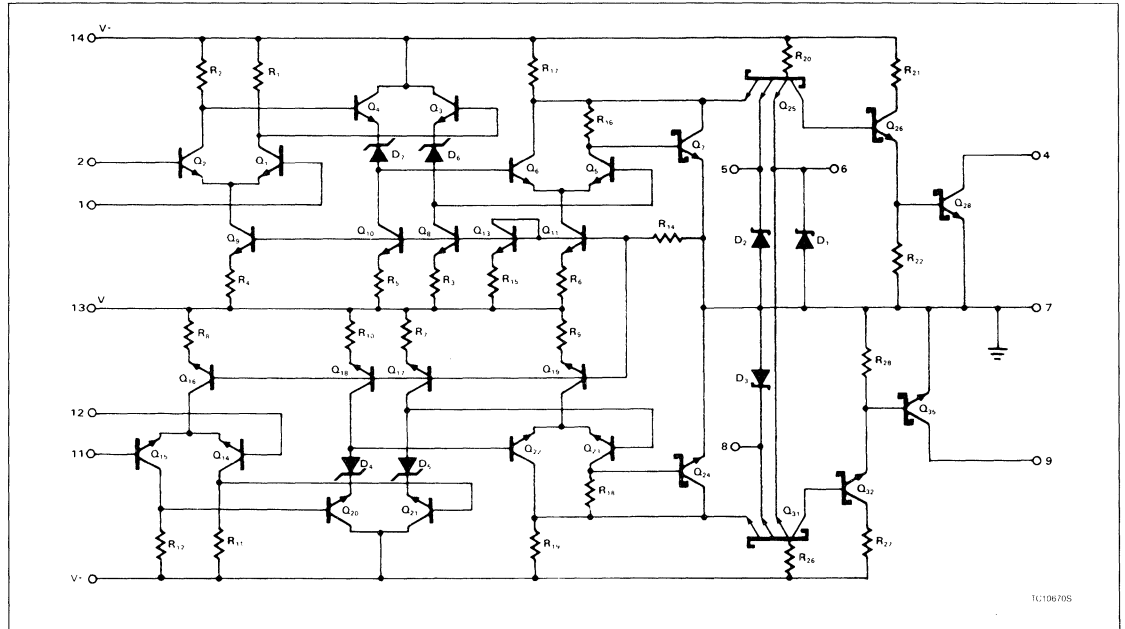 14 V+
R2 R1 R17 R20 R21
Q4 Q3 Q25 Q26
R16
Q7
2 Q2 Q1 D7 D6 Q6 Q5 5 6 4
Q28
1
Q9 Q10 Q8 Q13 Q11 R14
D2 D1
R4 R5 R3 R15 R6 R22
13 V 7
R8 R10 R7 R9
R28
Q16 Q18 Q17 Q19 D3
Q35
12
11 Q15 Q14 D4 D5 Q22 Q23 8 9
Q24
R18 Q32
Q20 Q21 Q31
R12 R11 R19 R26 R27
V-
TC10670S